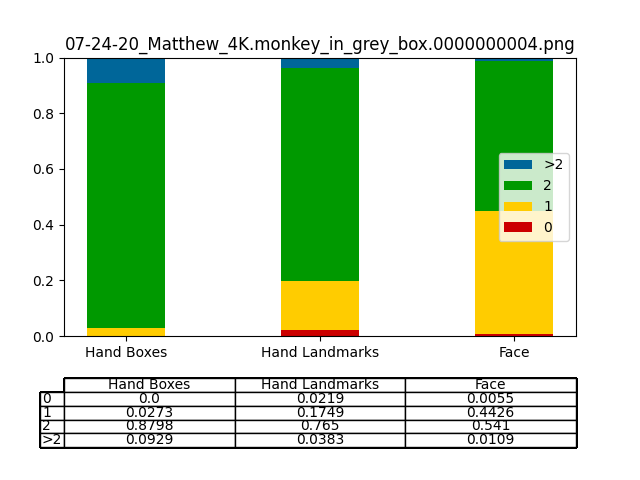 07-24-20_Matthew_4K.monkey_in_grey_box.0000000004.png
1.0
0.8
0.6
0.4
0.2
0.0
>2
2
1
0
Hand Boxes Hand Landmarks Face
Hand Boxes Hand Landmarks Face
0 0.0 0.0219 0.0055
1 0.0273 0.1749 0.4426
2 0.8798 0.765 0.541
>2 0.0929 0.0383 0.0109